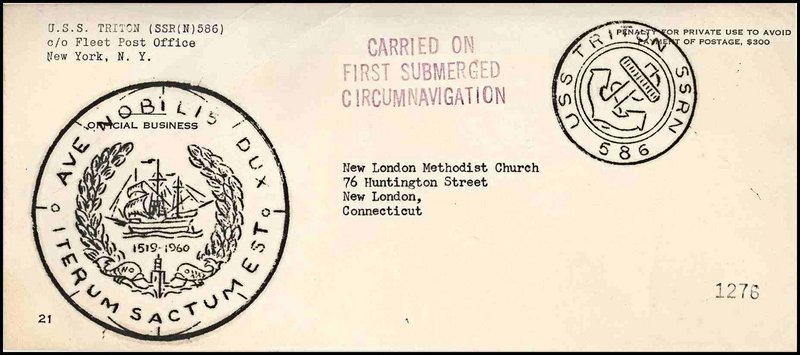 U.S.S. TRITON (SSR(N)586)
c/o Fleet Post Office
New York, N. Y.
CARRIED ON
FIRST SUBMERGED
CIRCUMNAVIGATION
PENALTY FOR PRIVATE USE TO AVOID
PAYMENT OF POSTAGE, $300
USS TRITON SSRN
586
OFFICIAL BUSINESS
AVE NOBILIS DUX
1519-1960
ITERUM SACTUM EST
New London Methodist Church
76 Huntington Street
New London,
Connecticut
1276
21